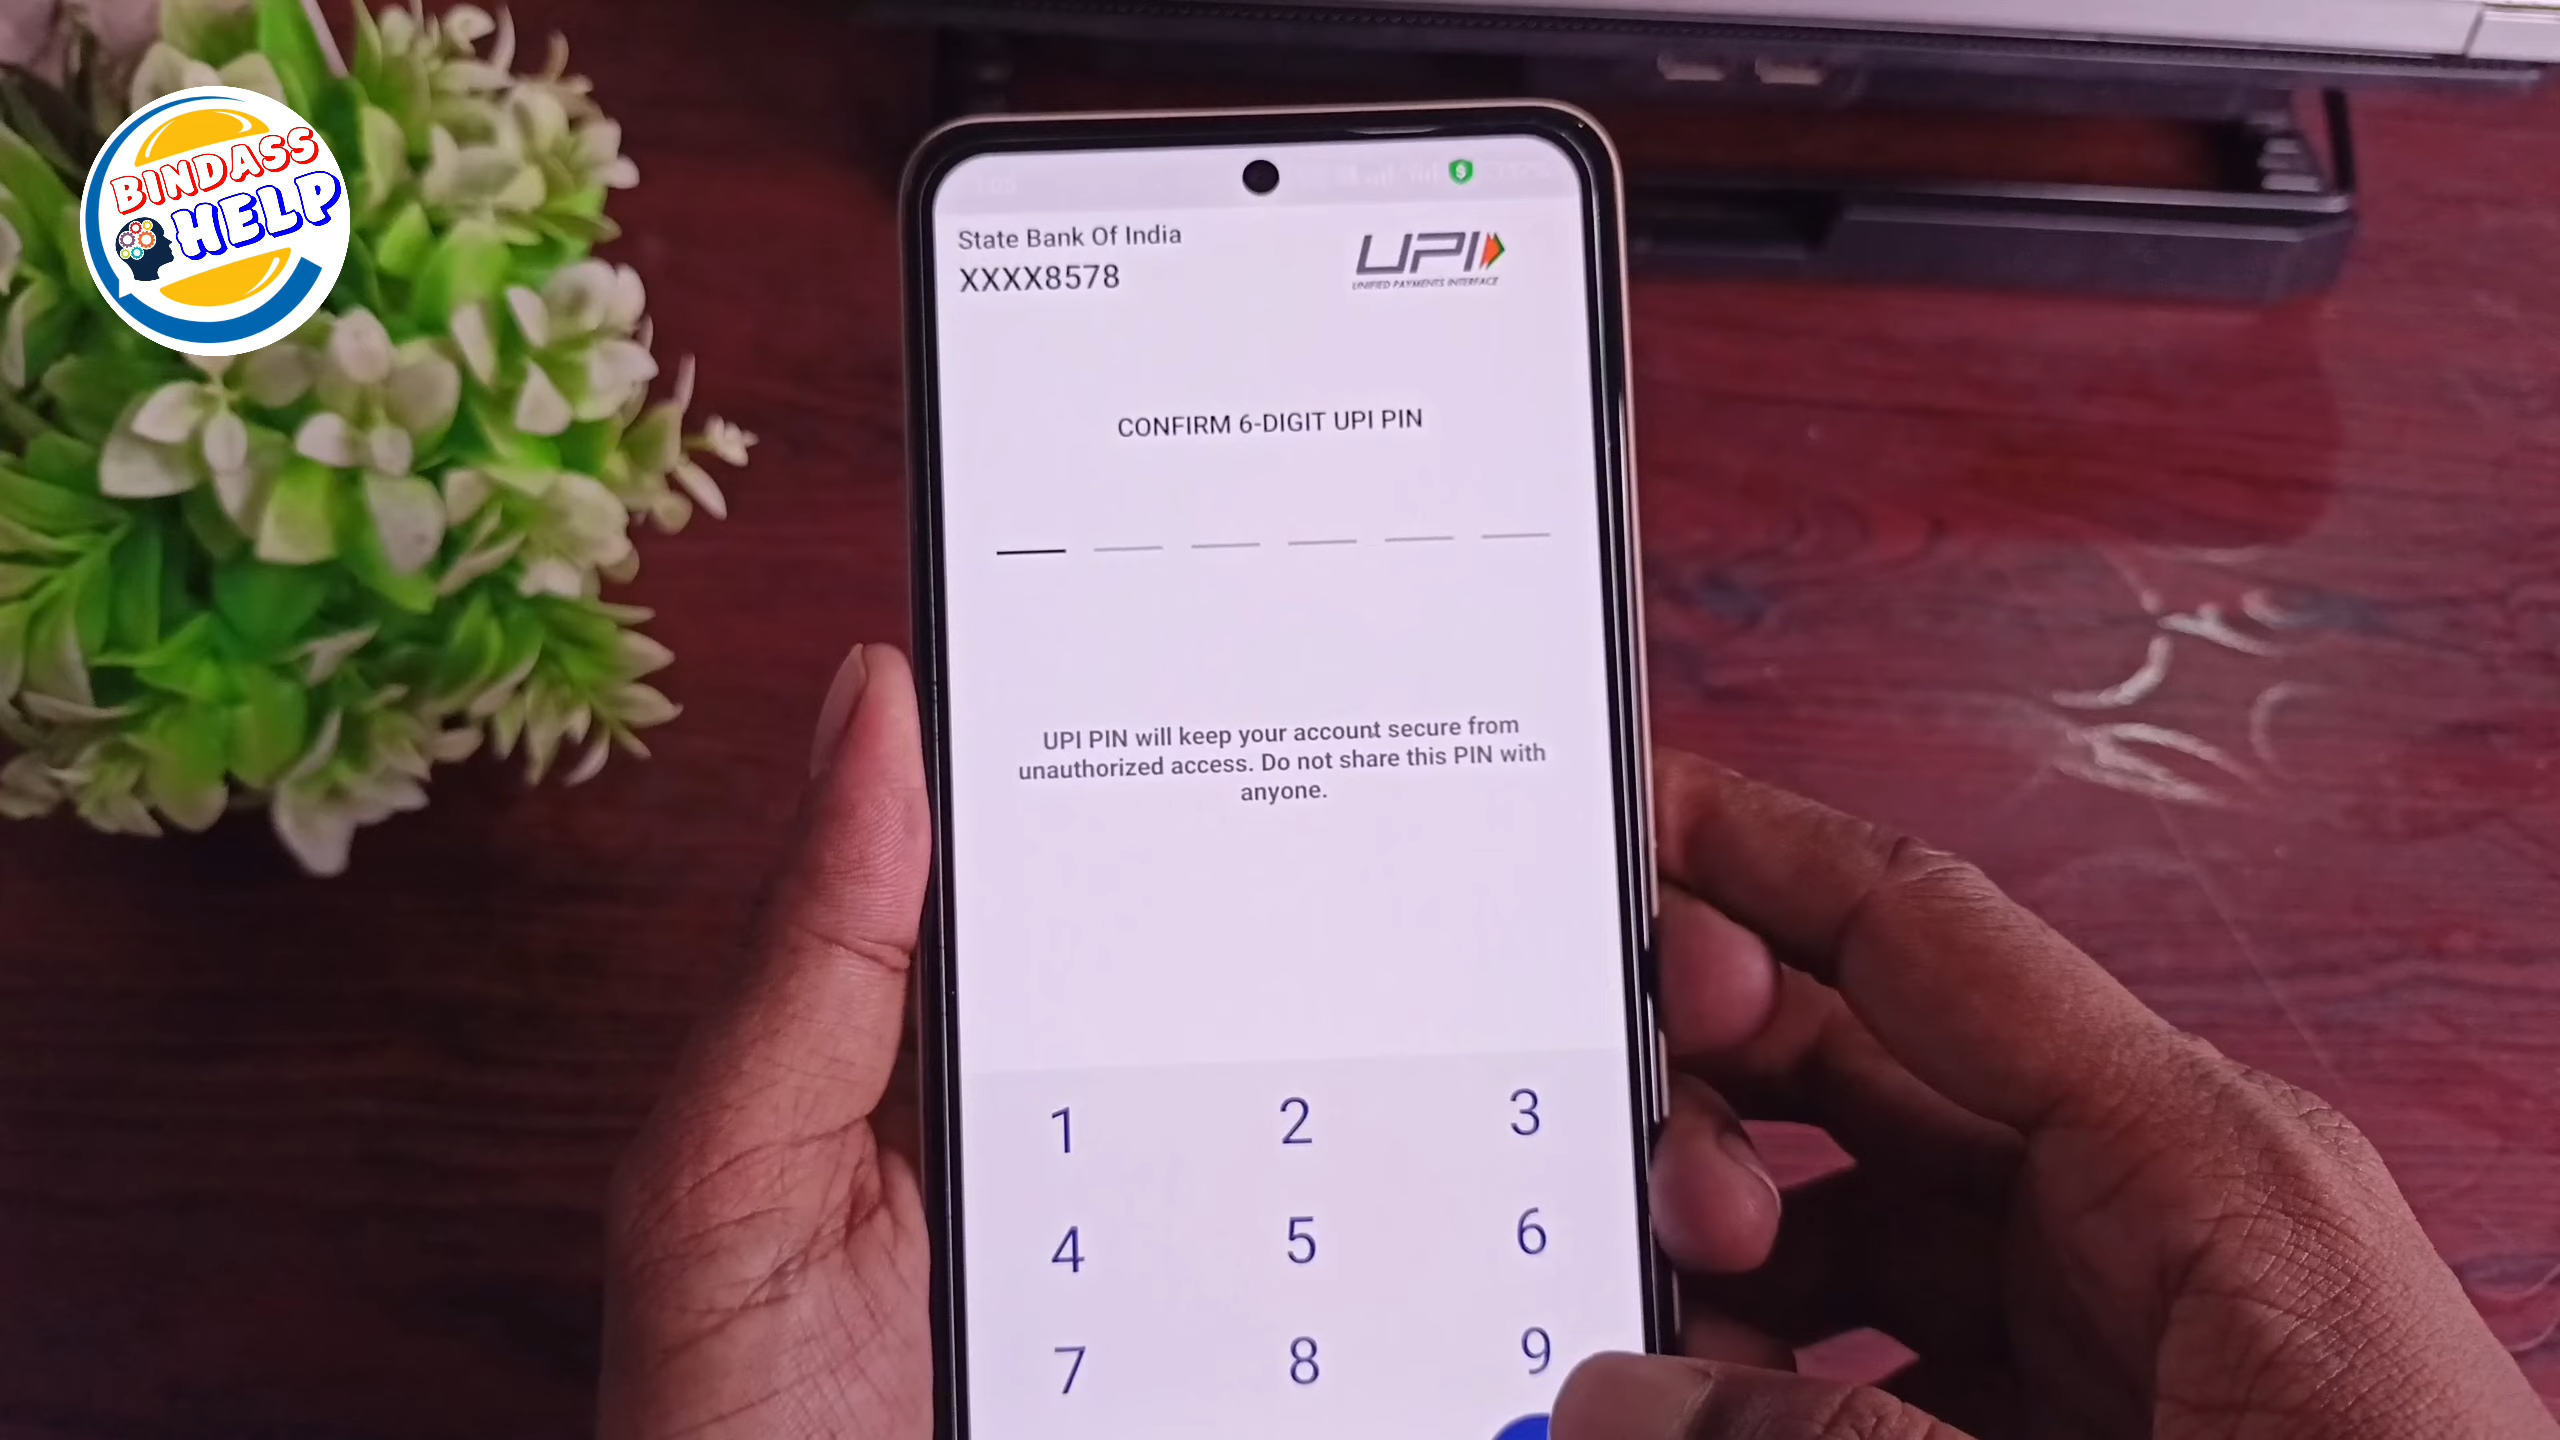 BINDASS
HELP
State Bank Of India
XXXX8578
UPI
UNIFIED PAYMENTS INTERFACE
CONFIRM 6-DIGIT UPI PIN
UPI PIN will keep your account secure from
unauthorized access. Do not share this PIN with
anyone.
1 2 3
4 5 6
7 8 9